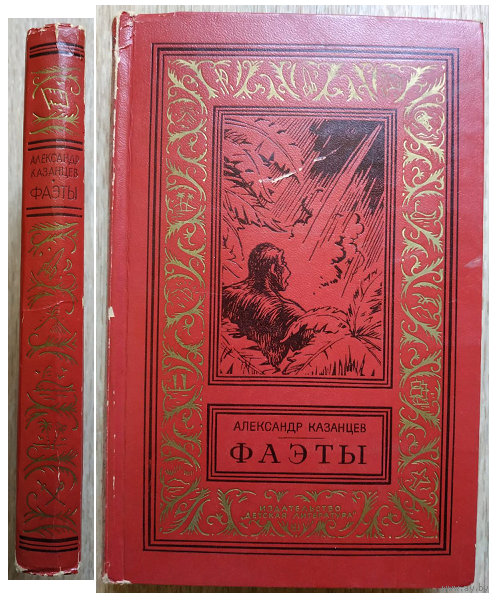 АЛЕКСАНДР
КАЗАНЦЕВ
ФАЭТЫ
АЛЕКСАНДР КАЗАНЦЕВ
ФАЭТЫ
ИЗДАТЕЛЬСТВО
"ДЕТСКАЯ ЛИТЕРАТУРА"